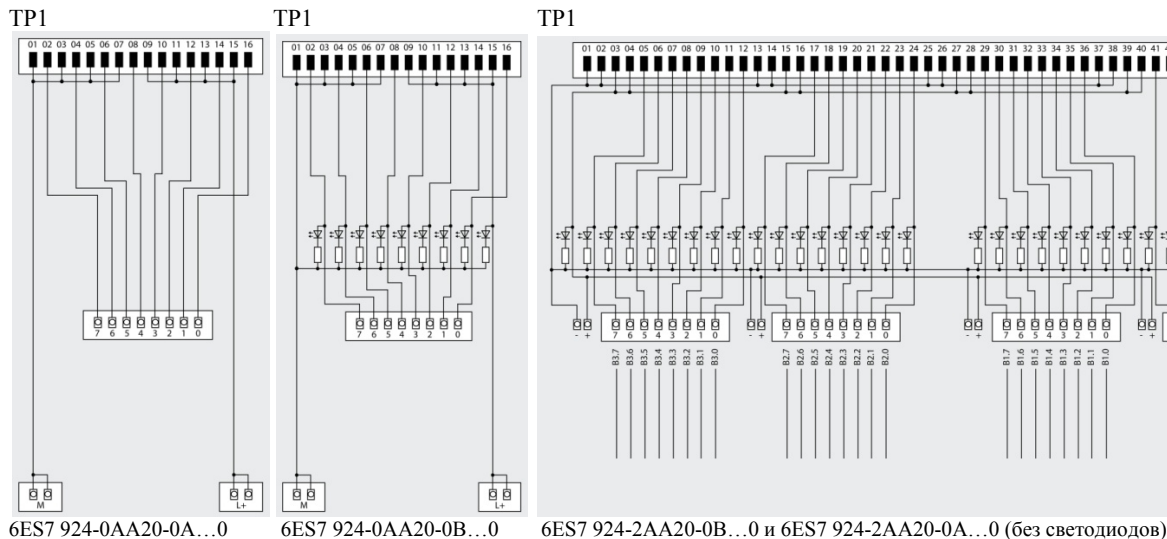 TP1 TP1 TP1
01 02 03 04 05 06 07 08 09 10 11 12 13 14 15 16
01 02 03 04 05 06 07 08 09 10 11 12 13 14 15 16
01 02 03 04 05 06 07 08 09 10 11 12 13 14 15 16 17 18 19 20 21 22 23 24 25 26 27 28 29 30 31 32 33 34 35 36 37 38 39 40 41
7 6 5 4 3 2 1 0
7 6 5 4 3 2 1 0
- + 7 6 5 4 3 2 1 0 - + 7 6 5 4 3 2 1 0 - + 7 6 5 4 3 2 1 0 - +
B3.7 B3.6 B3.5 B3.4 B3.3 B3.2 B3.1 B3.0 B2.7 B2.6 B2.5 B2.4 B2.3 B2.2 B2.1 B2.0 B1.7 B1.6 B1.5 B1.4 B1.3 B1.2 B1.1 B1.0
M L+ M L+
6ES7 924-0AA20-0A…0 6ES7 924-0AA20-0B…0 6ES7 924-2AA20-0B…0 и 6ES7 924-2AA20-0A…0 (без светодиодов)